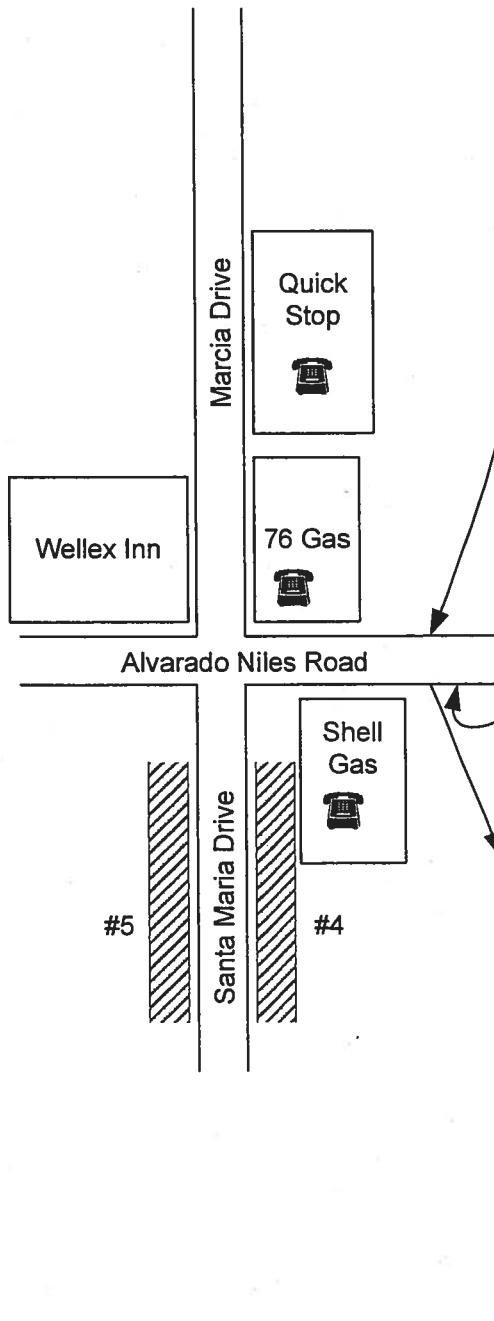 Marcia Drive
Quick
Stop
Wellex Inn
76 Gas
Alvarado Niles Road
Shell
Gas
Santa Maria Drive
#5
#4